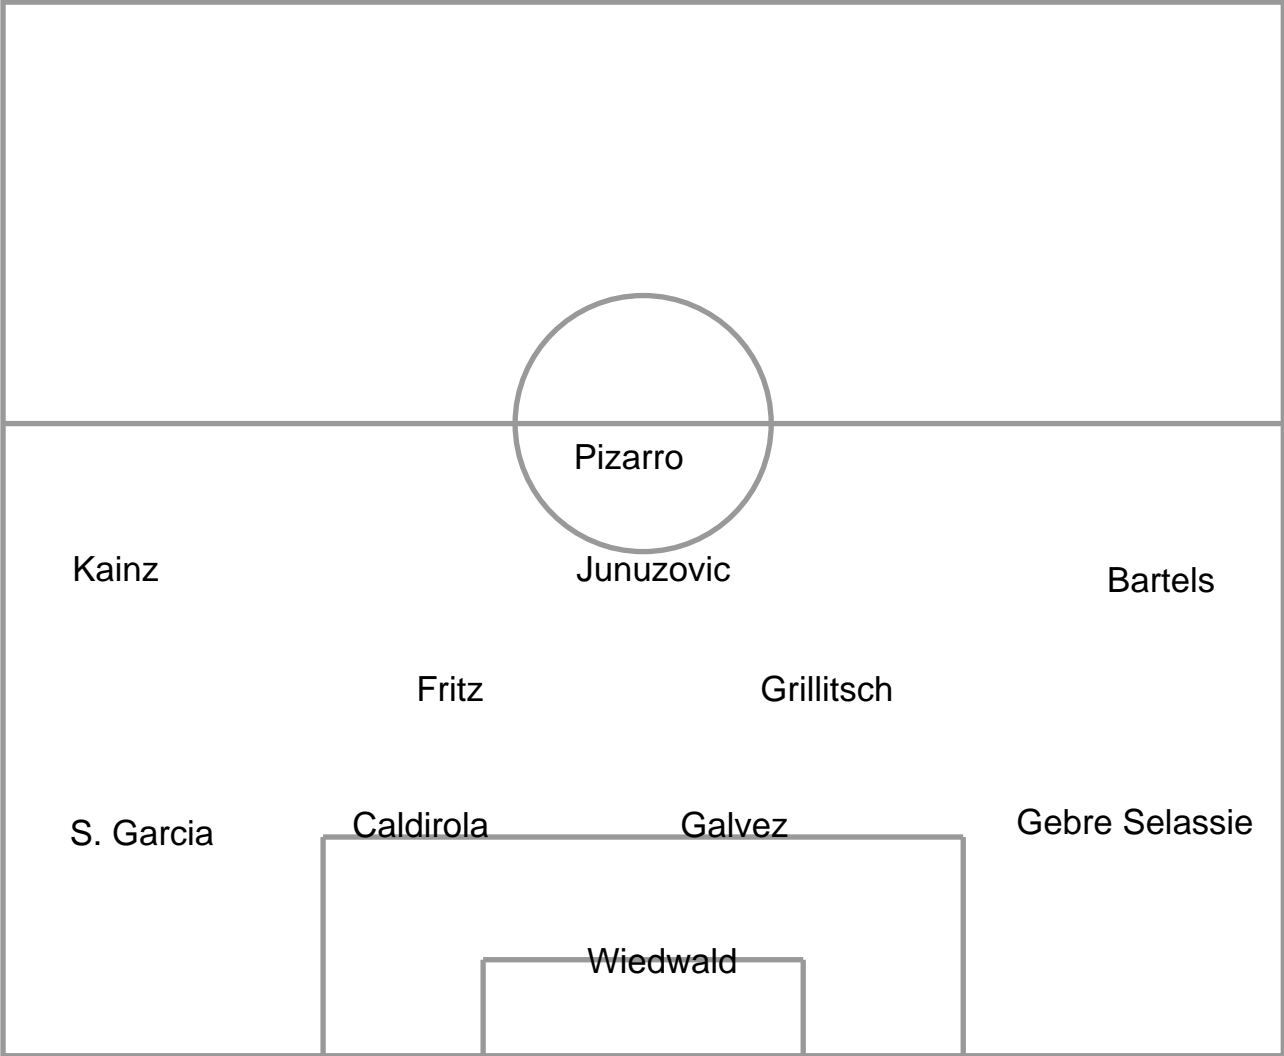 Pizarro
Kainz Junuzovic Bartels
Fritz Grillitsch
S. Garcia Caldirola Galvez Gebre Selassie
Wiedwald